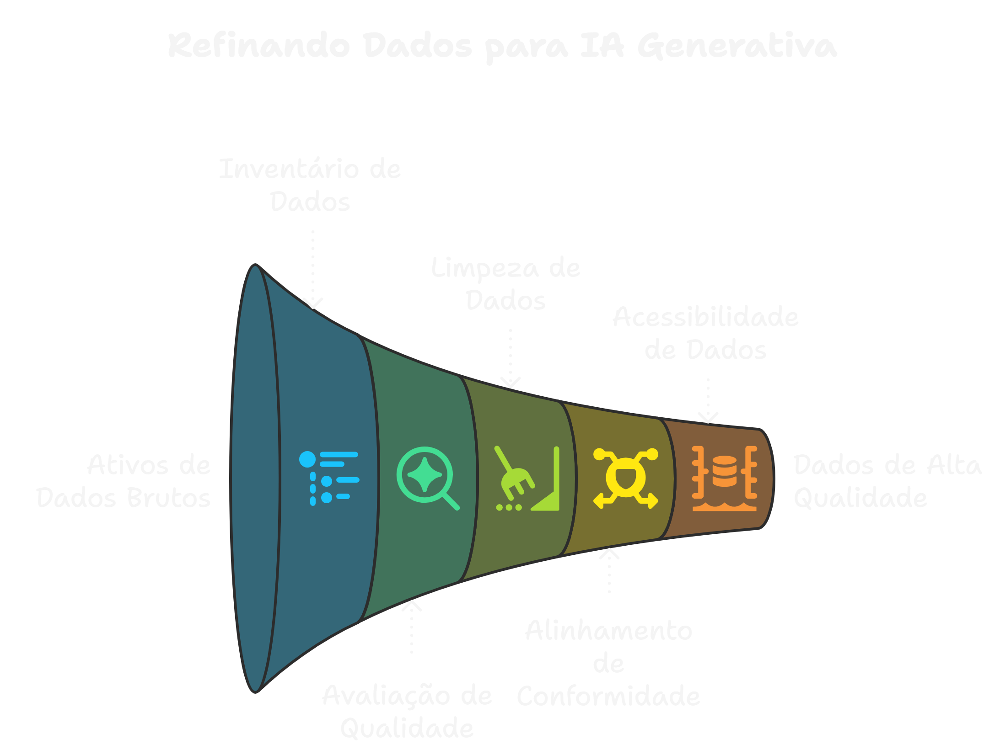 Refinando Dados para IA Generativa
Inventário de
Dados
Limpeza de
Dados
Acessibilidade
de Dados
Ativos de
Dados Brutos
Dados de Alta
Qualidade
Alinhamento
de
Conformidade
Avaliação de
Qualidade